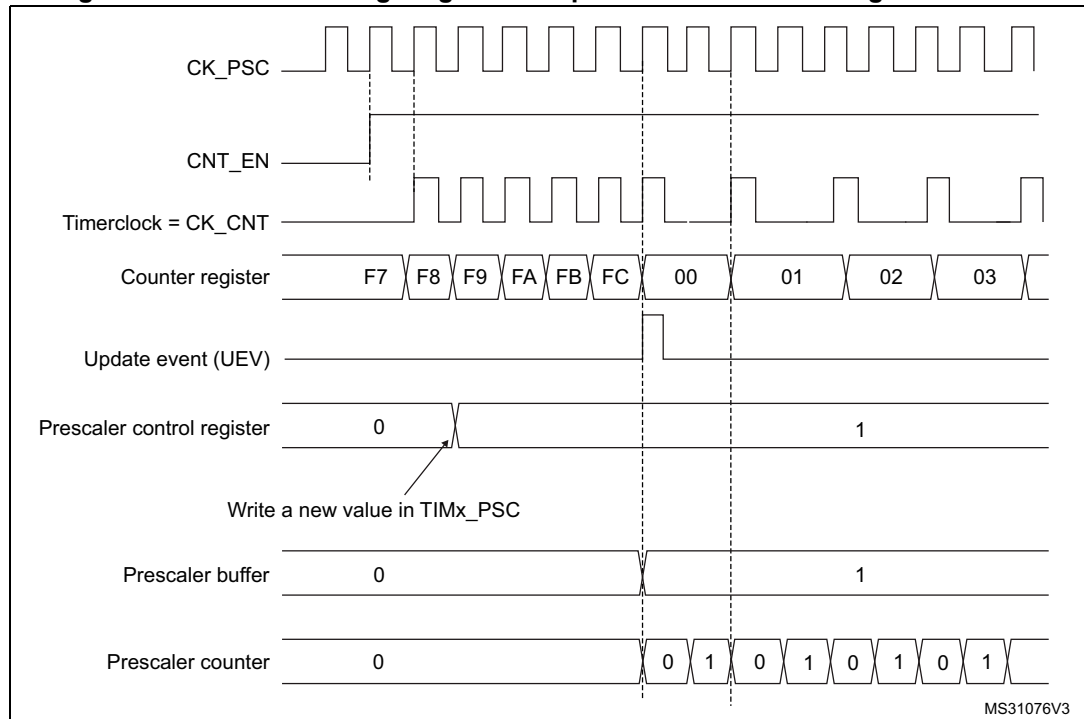 CK_PSC
CNT_EN
Timerclock = CK_CNT
Counter register F7 F8 F9 FA FB FC 00 01 02 03
Update event (UEV)
Prescaler control register 0 1
Write a new value in TIMx_PSC
Prescaler buffer 0 1
Prescaler counter 0 0 1 0 1 0 1 0 1
MS31076V3